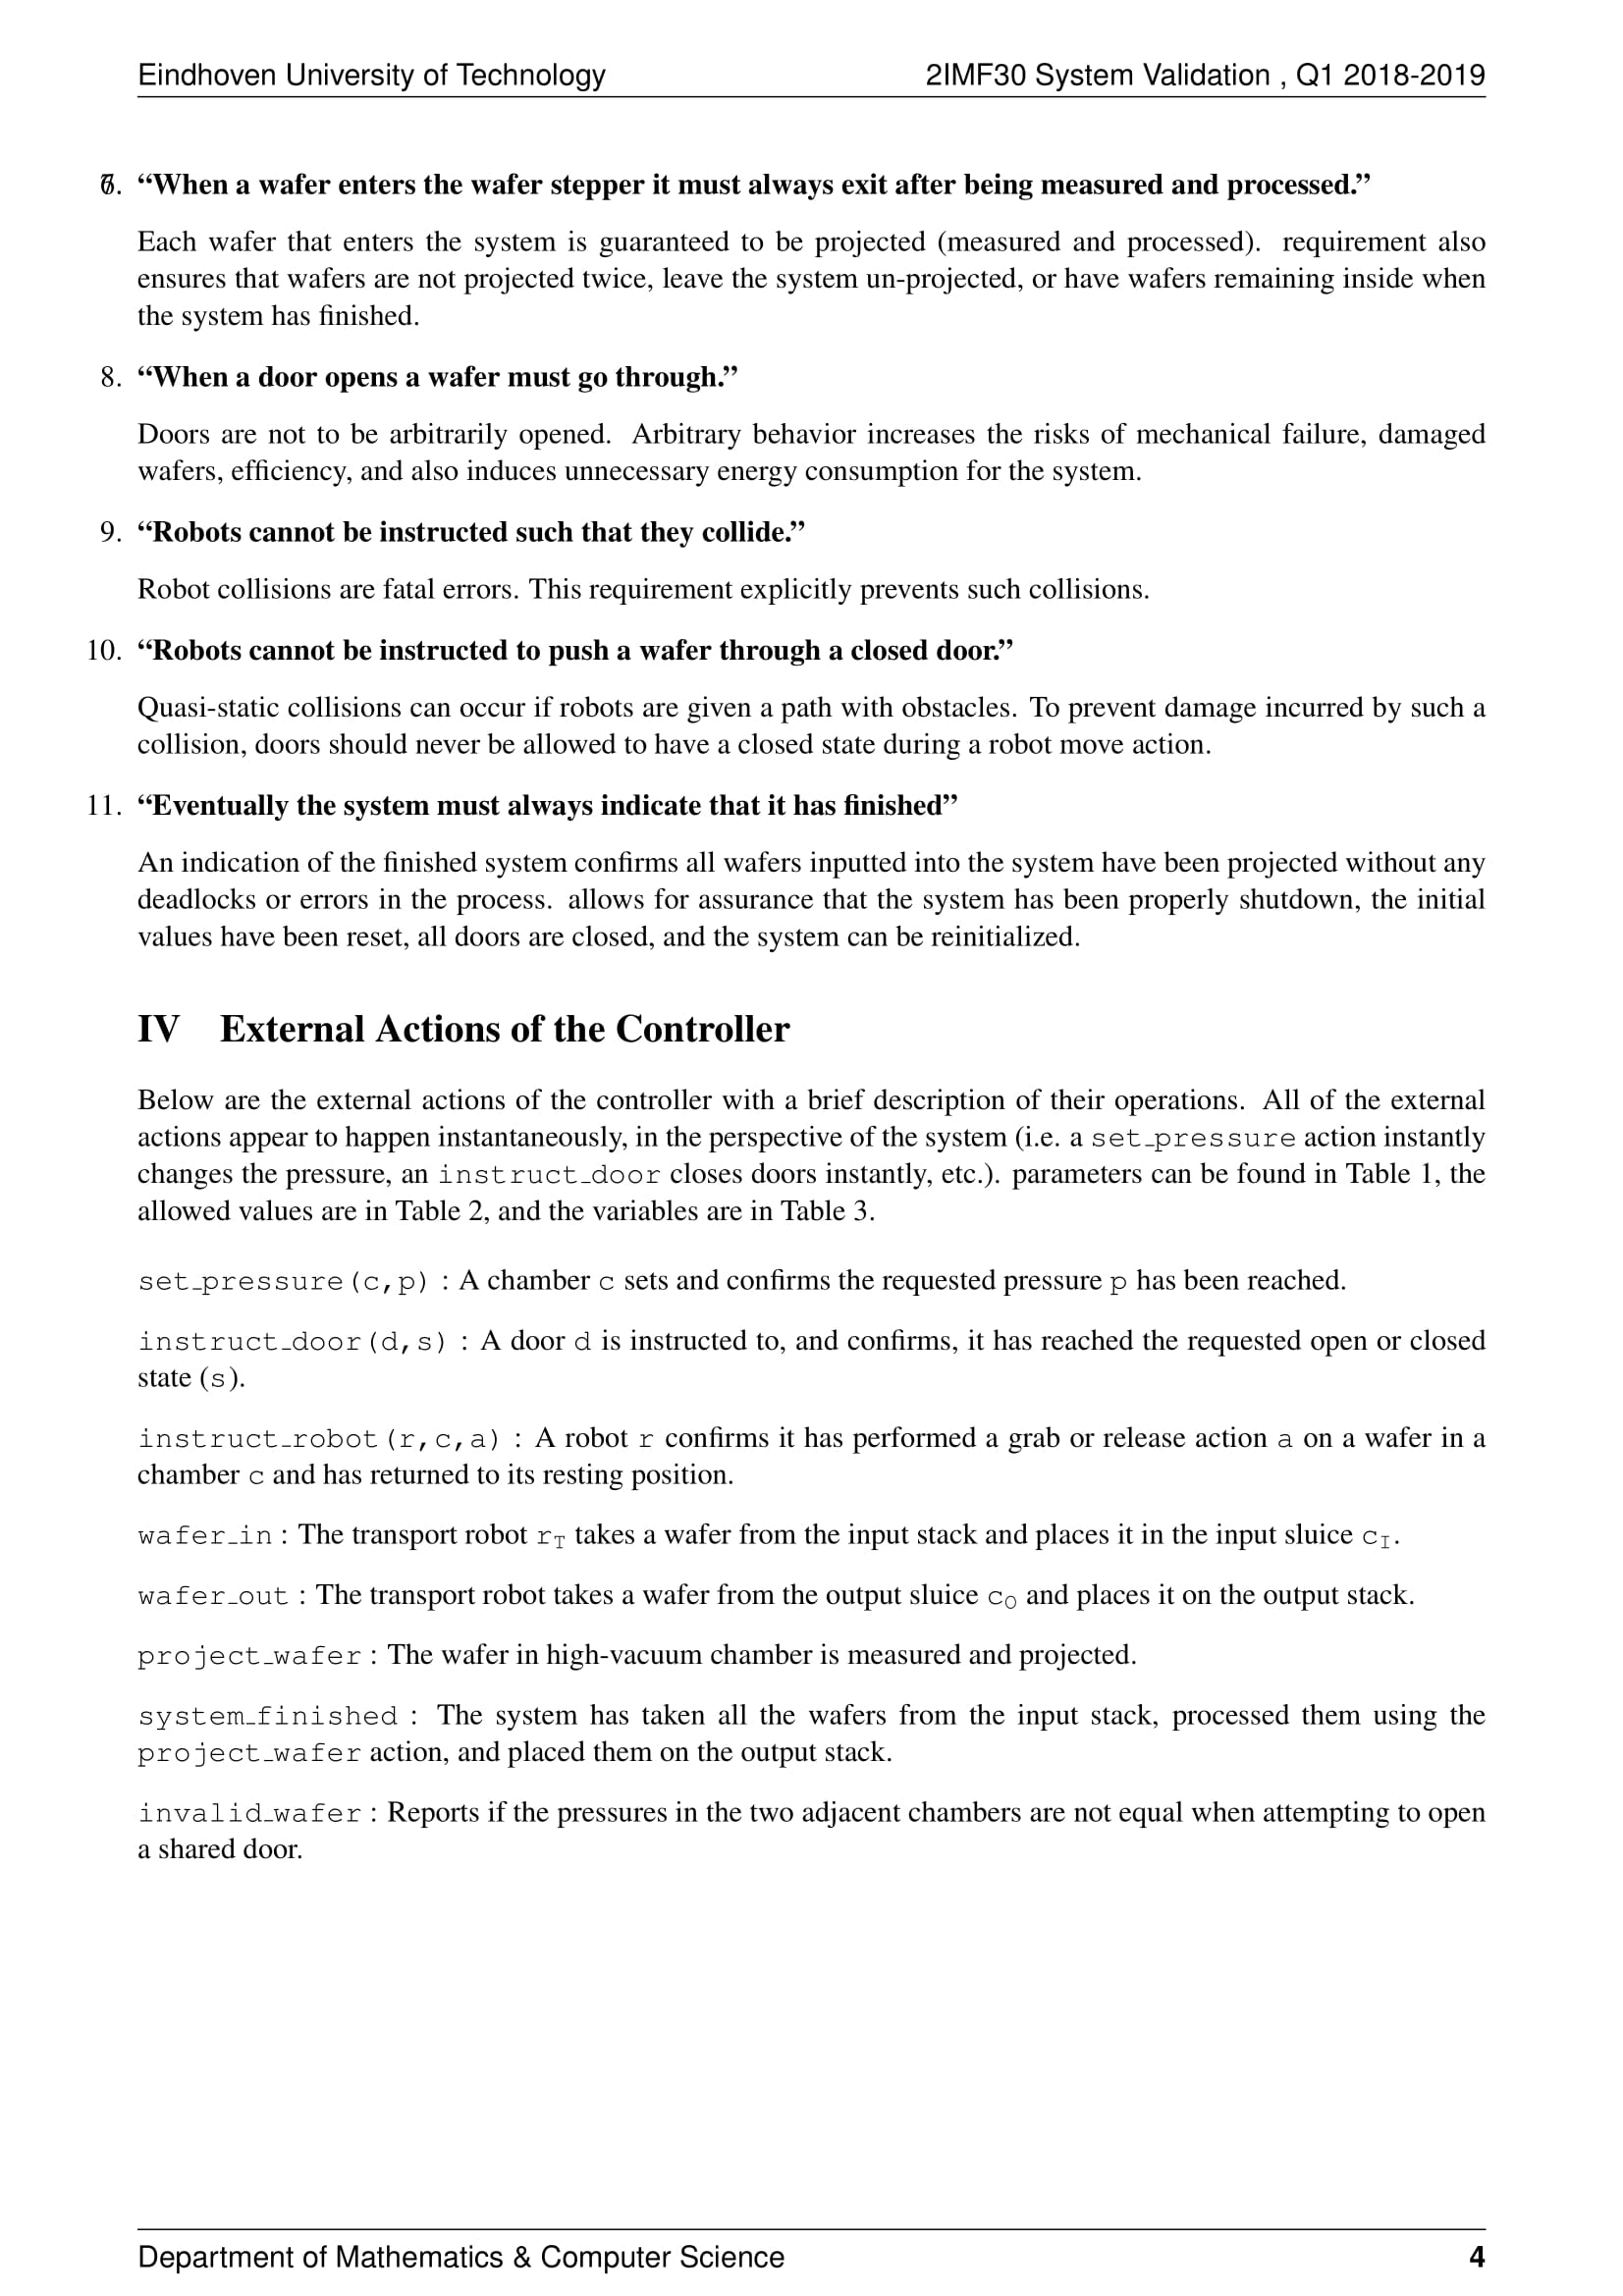 Eindhoven University of Technology 2IMF30 System Validation , Q1 2018-2019
“When a wafer enters the wafer stepper it must always exit after being measured and processed.”
Each wafer that enters the system is guaranteed to be projected (measured and processed). requirement also
ensures that wafers are not projected twice, leave the system un-projected, or have wafers remaining inside when
the system has finished.
8. “When a door opens a wafer must go through.”
Doors are not to be arbitrarily opened. Arbitrary behavior increases the risks of mechanical failure, damaged
wafers, efficiency, and also induces unnecessary energy consumption for the system.
9. “Robots cannot be instructed such that they collide.”
Robot collisions are fatal errors. This requirement explicitly prevents such collisions.
10. “Robots cannot be instructed to push a wafer through a closed door.”
Quasi-static collisions can occur if robots are given a path with obstacles. To prevent damage incurred by such a
collision, doors should never be allowed to have a closed state during a robot move action.
11. “Eventually the system must always indicate that it has finished”
An indication of the finished system confirms all wafers inputted into the system have been projected without any
deadlocks or errors in the process. allows for assurance that the system has been properly shutdown, the initial
values have been reset, all doors are closed, and the system can be reinitialized.
IV External Actions of the Controller
Below are the external actions of the controller with a brief description of their operations. All of the external
actions appear to happen instantaneously, in the perspective of the system (i.e. a set_pressure action instantly
changes the pressure, an instruct_door closes doors instantly, etc.). parameters can be found in Table 1, the
allowed values are in Table 2, and the variables are in Table 3.
set_pressure(c,p) : A chamber c sets and confirms the requested pressure p has been reached.
instruct_door(d,s) : A door d is instructed to, and confirms, it has reached the requested open or closed
state (s).
instruct_robot(r,c,a) : A robot r confirms it has performed a grab or release action a on a wafer in a
chamber c and has returned to its resting position.
wafer_in : The transport robot r_T takes a wafer from the input stack and places it in the input sluice c_I.
wafer_out : The transport robot takes a wafer from the output sluice c_O and places it on the output stack.
project_wafer : The wafer in high-vacuum chamber is measured and projected.
system_finished : The system has taken all the wafers from the input stack, processed them using the
project_wafer action, and placed them on the output stack.
invalid_wafer : Reports if the pressures in the two adjacent chambers are not equal when attempting to open
a shared door.
Department of Mathematics & Computer Science 4